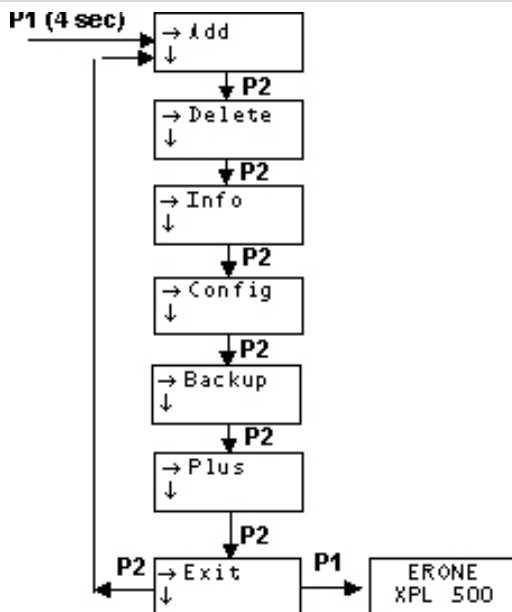 P1 (4 sec)
→ Add
↓
P2
→ Delete
↓
P2
→ Info
↓
P2
→ Config
↓
P2
→ Backup
↓
P2
→ Plus
↓
P2
P2
→ Exit
↓
P1
ERONE
XPL 500